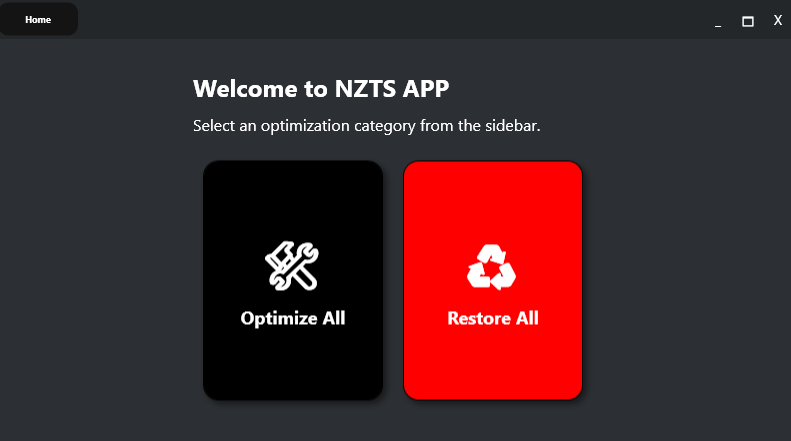 Home
_ X
Welcome to NZTS APP
Select an optimization category from the sidebar.
Optimize All
Restore All